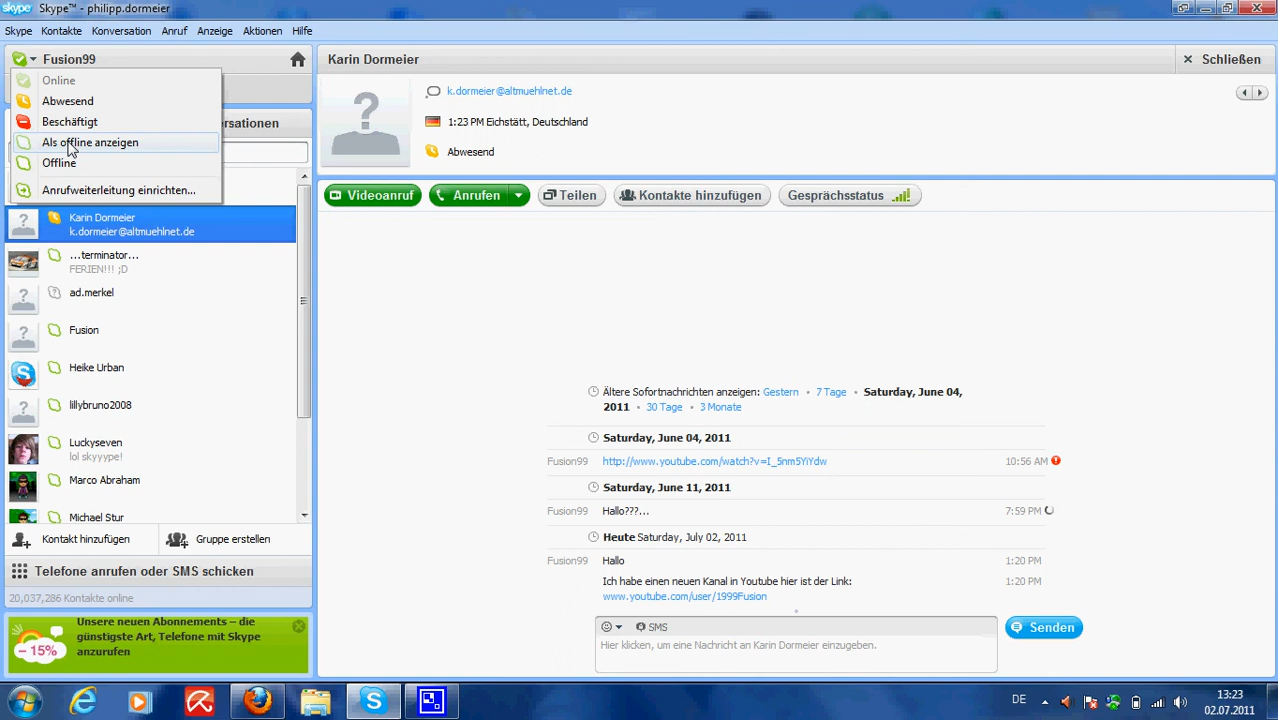 skype Skype™ - philipp.dormeier
Skype Kontakte Konversation Anruf Anzeige Aktionen Hilfe
Fusion99
Online
Abwesend
Beschäftigt
Als offline anzeigen
Offline
Anrufweiterleitung einrichten...
ersationen
Karin Dormeier
k.dormeier@altmuehlnet.de
...terminator...
FERIEN!!! ;D
ad.merkel
Fusion
Heike Urban
lillybruno2008
Luckyseven
lol skyyype!
Marco Abraham
Michael Stur
Kontakt hinzufügen Gruppe erstellen
Telefone anrufen oder SMS schicken
20,037,286 Kontakte online
Unsere neuen Abonnements – die
günstigste Art, Telefone mit Skype
anzurufen
– 15%
Karin Dormeier
Schließen
k.dormeier@altmuehlnet.de
1:23 PM Eichstätt, Deutschland
Abwesend
Videoanruf Anrufen Teilen Kontakte hinzufügen Gesprächsstatus
Ältere Sofortnachrichten anzeigen: Gestern • 7 Tage • Saturday, June 04,
2011 • 30 Tage • 3 Monate
Saturday, June 04, 2011
Fusion99 http://www.youtube.com/watch?v=I_5nm5YiYdw 10:56 AM
Saturday, June 11, 2011
Fusion99 Hallo???... 7:59 PM
Heute Saturday, July 02, 2011
Fusion99 Hallo 1:20 PM
Ich habe einen neuen Kanal in Youtube hier ist der Link: 1:20 PM
www.youtube.com/user/1999Fusion
SMS
Hier klicken, um eine Nachricht an Karin Dormeier einzugeben.
Senden
DE
13:23
02.07.2011